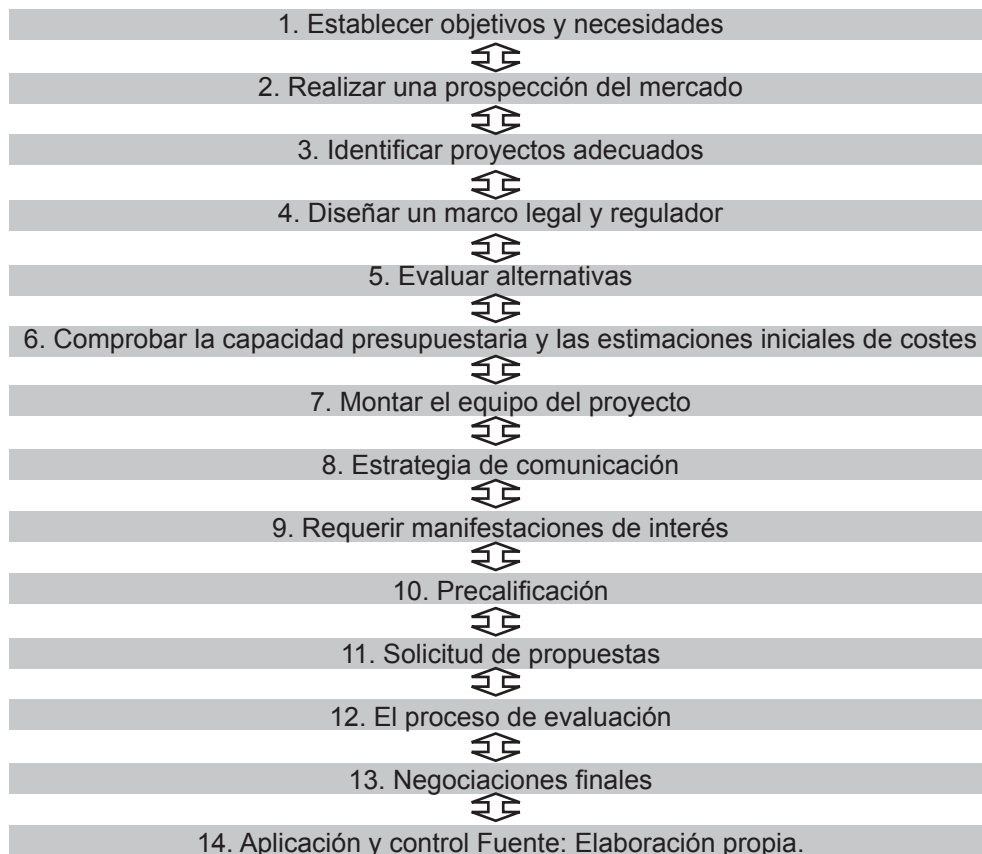 1. Establecer objetivos y necesidades
2. Realizar una prospección del mercado
3. Identificar proyectos adecuados
4. Diseñar un marco legal y regulador
5. Evaluar alternativas
6. Comprobar la capacidad presupuestaria y las estimaciones iniciales de costes
7. Montar el equipo del proyecto
8. Estrategia de comunicación
9. Requerir manifestaciones de interés
10. Precalificación
11. Solicitud de propuestas
12. El proceso de evaluación
13. Negociaciones finales
14. Aplicación y control Fuente: Elaboración propia.